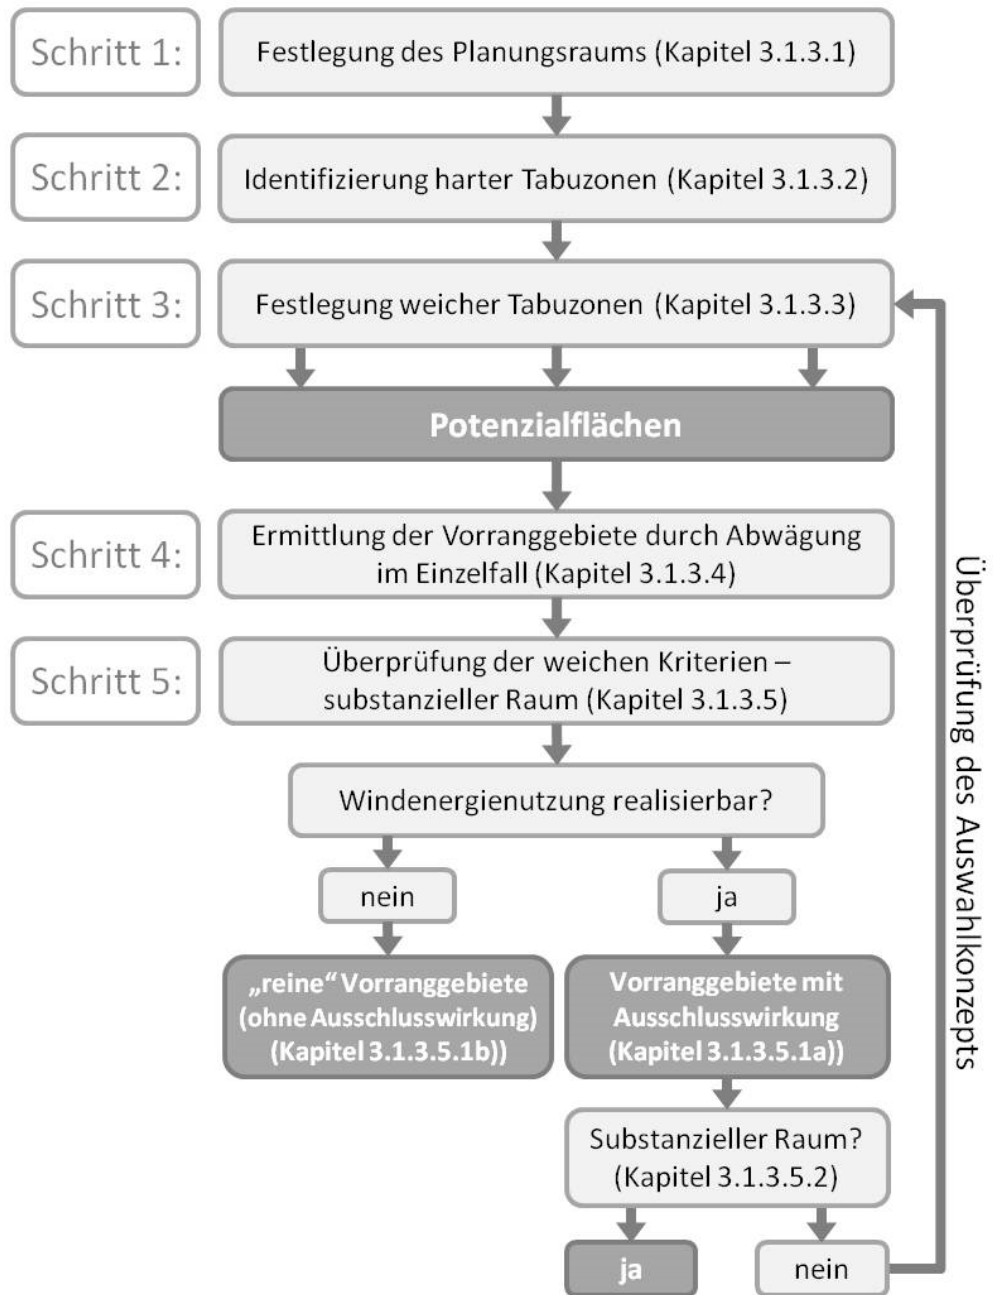 Schritt 1:
Festlegung des Planungsraums (Kapitel 3.1.3.1)
Schritt 2:
Identifizierung harter Tabuzonen (Kapitel 3.1.3.2)
Schritt 3:
Festlegung weicher Tabuzonen (Kapitel 3.1.3.3)
Potenzialflächen
Schritt 4:
Ermittlung der Vorranggebiete durch Abwägung
im Einzelfall (Kapitel 3.1.3.4)
Schritt 5:
Überprüfung der weichen Kriterien –
substanzieller Raum (Kapitel 3.1.3.5)
Windenergienutzung realisierbar?
nein
ja
„reine“ Vorranggebiete
(ohne Ausschlusswirkung)
(Kapitel 3.1.3.5.1b))
Vorranggebiete mit
Ausschlusswirkung
(Kapitel 3.1.3.5.1a))
Substanzieller Raum?
(Kapitel 3.1.3.5.2)
ja
nein
Überprüfung des Auswahlkonzepts